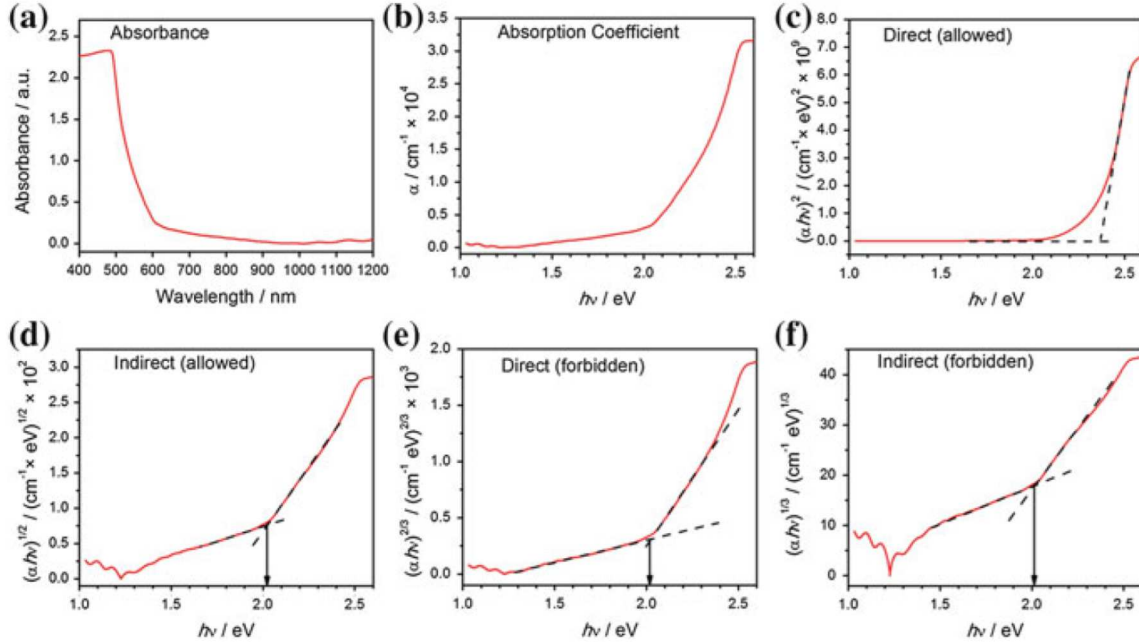 (a)
Absorbance
Absorbance / a.u.
2.5
2.0
1.5
1.0
0.5
0.0
400 500 600 700 800 900 1000 1100 1200
Wavelength / nm
(b)
Absorption Coefficient
α / (cm⁻¹ × 10⁴
3.5
3.0
2.5
2.0
1.5
1.0
0.5
0.0
1.0 1.5 2.0 2.5
hν / eV
(c)
Direct (allowed)
(αhν)² / (cm⁻¹× eV)² × 10⁹
8.0
7.0
6.0
5.0
4.0
3.0
2.0
1.0
0.0
1.0 1.5 2.0 2.5
hν / eV
(d)
Indirect (allowed)
(αhν)¹/² / (cm⁻¹× eV)¹/² × 10²
3.0
2.5
2.0
1.5
1.0
0.5
0.0
1.0 1.5 2.0 2.5
hν / eV
(e)
Direct (forbidden)
(αhν)²/³ / (cm⁻¹ eV)²/³ × 10³
2.0
1.5
1.0
0.5
0.0
1.0 1.5 2.0 2.5
hν / eV
(f)
Indirect (forbidden)
(αhν)¹/³ / (cm⁻¹ eV)¹/³
40
30
20
10
0
1.0 1.5 2.0 2.5
hν / eV